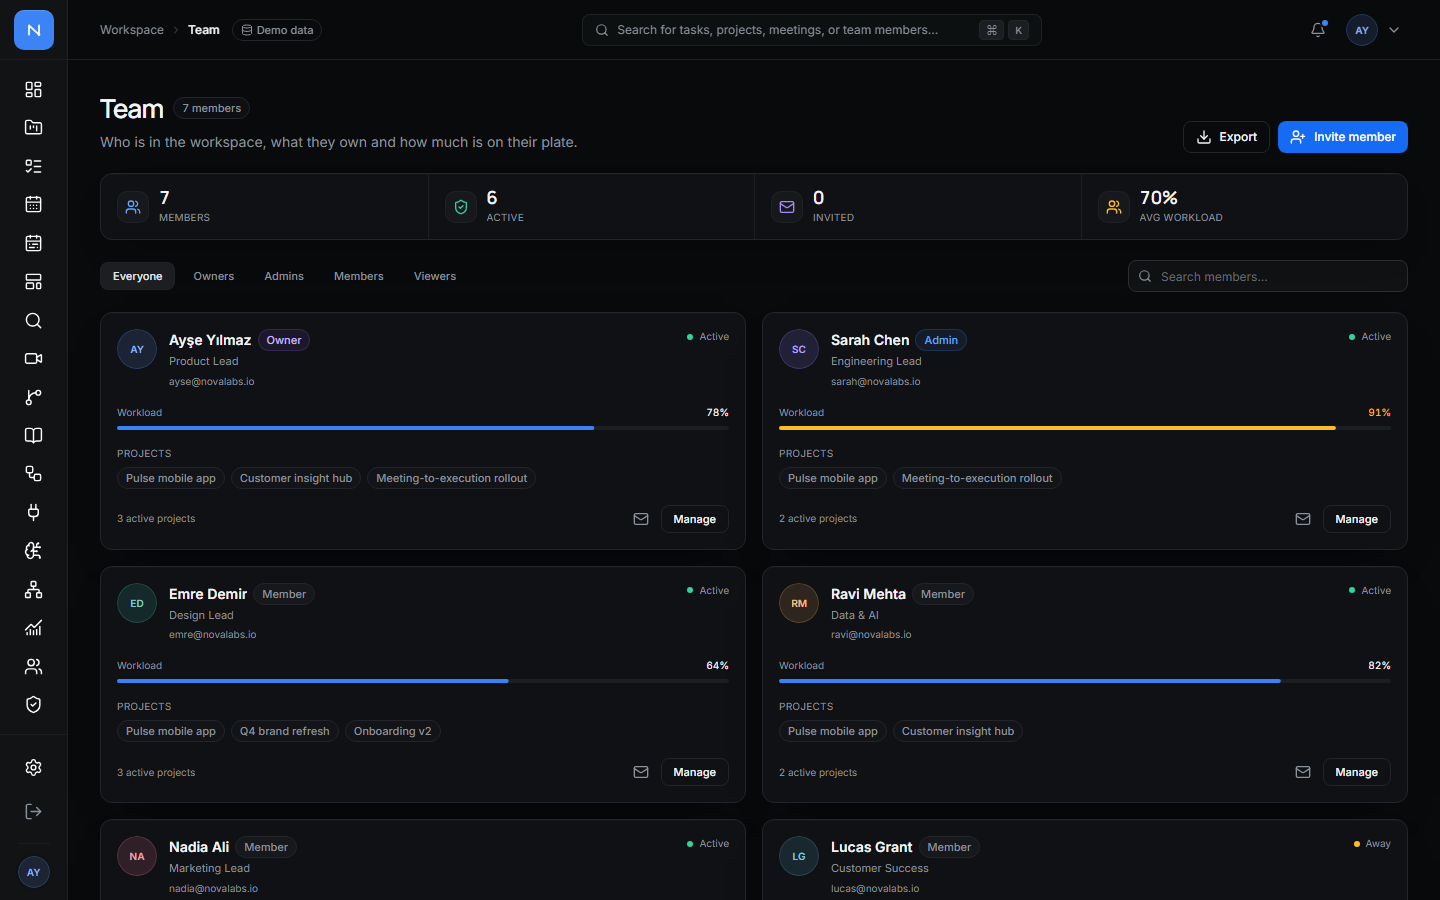 Workspace
Team
Demo data
Search for tasks, projects, meetings, or team members...
⌘ K
AY
Team
7 members
Who is in the workspace, what they own and how much is on their plate.
Export
Invite member
7
MEMBERS
6
ACTIVE
0
INVITED
70%
AVG WORKLOAD
Everyone
Owners
Admins
Members
Viewers
Search members...
AY
Ayşe Yılmaz
Owner
Active
Product Lead
ayse@novalabs.io
Workload
78%
PROJECTS
Pulse mobile app
Customer insight hub
Meeting-to-execution rollout
3 active projects
Manage
SC
Sarah Chen
Admin
Active
Engineering Lead
sarah@novalabs.io
Workload
91%
PROJECTS
Pulse mobile app
Meeting-to-execution rollout
2 active projects
Manage
ED
Emre Demir
Member
Active
Design Lead
emre@novalabs.io
Workload
64%
PROJECTS
Pulse mobile app
Q4 brand refresh
Onboarding v2
3 active projects
Manage
RM
Ravi Mehta
Member
Active
Data & AI
ravi@novalabs.io
Workload
82%
PROJECTS
Pulse mobile app
Customer insight hub
2 active projects
Manage
NA
Nadia Ali
Member
Active
Marketing Lead
nadia@novalabs.io
LG
Lucas Grant
Member
Away
Customer Success
lucas@novalabs.io
AY